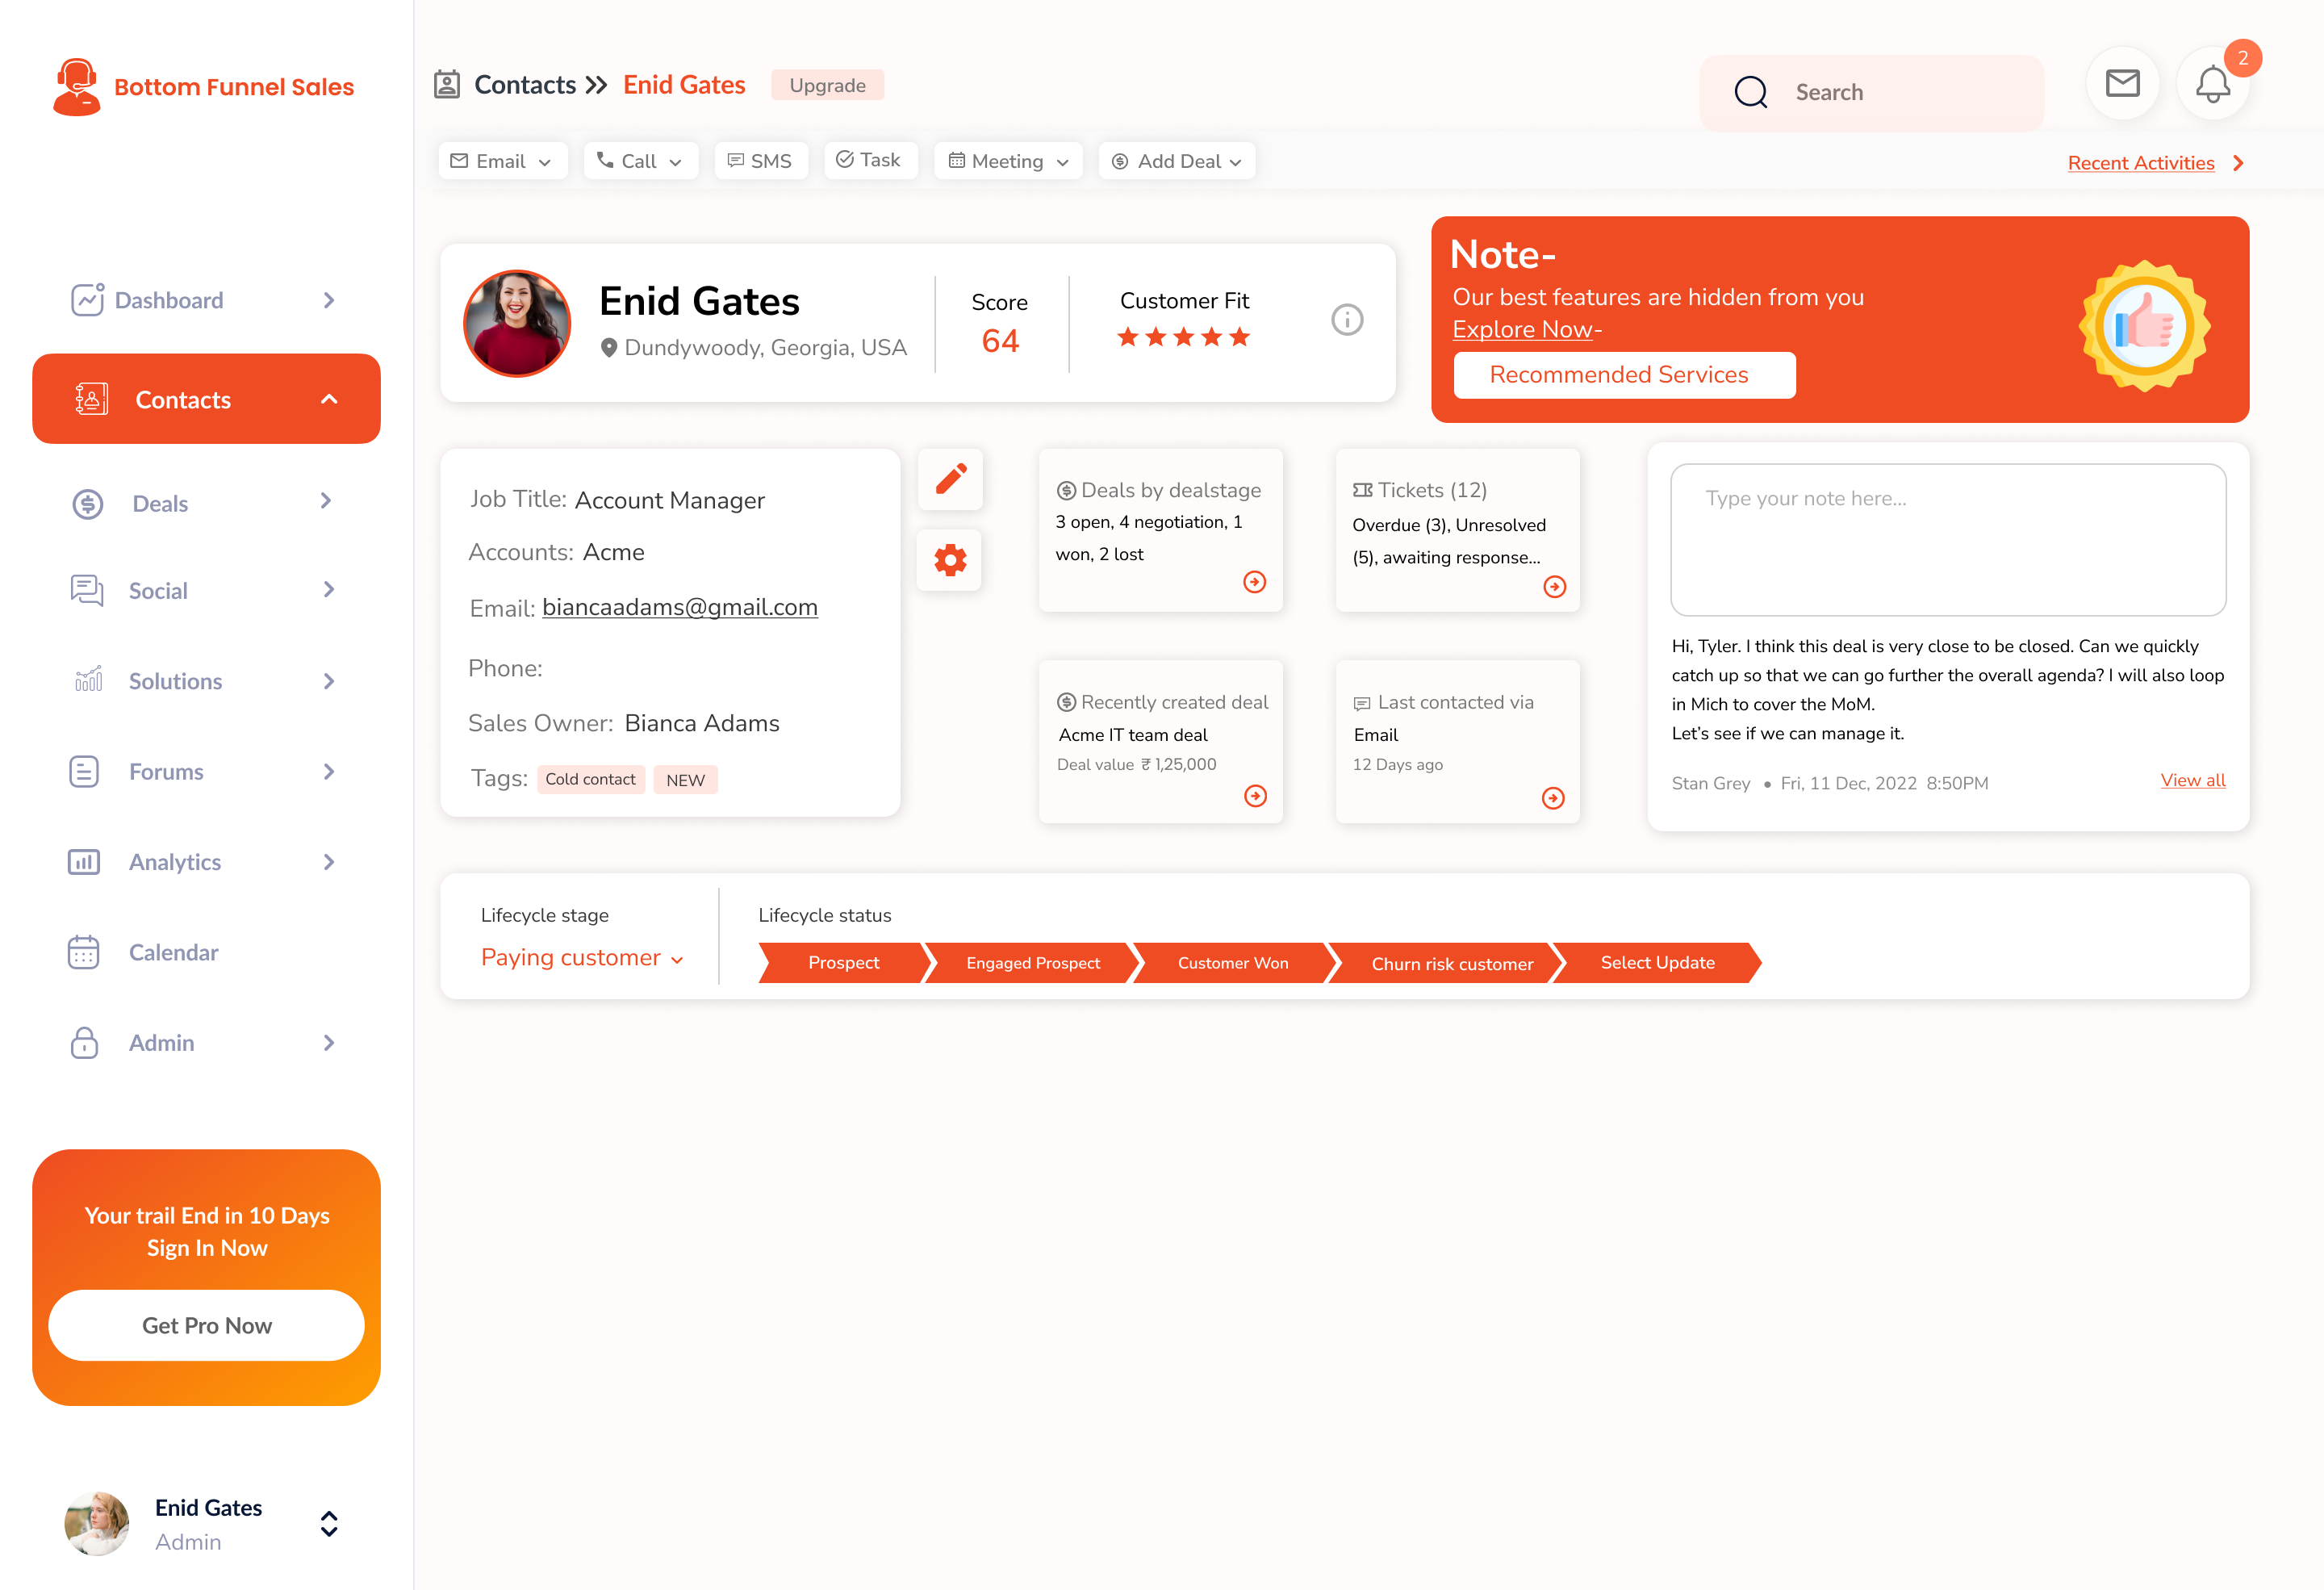 Bottom Funnel Sales
Dashboard
Contacts
Deals
Social
Solutions
Forums
Analytics
Calendar
Admin
Your trail End in 10 Days
Sign In Now
Get Pro Now
Enid Gates
Admin
Contacts Enid Gates Upgrade
Search
2
Email Call SMS Task Meeting Add Deal
Recent Activities
Enid Gates
Dundywoody, Georgia, USA
Score
64
Customer Fit
Note-
Our best features are hidden from you
Explore Now-
Recommended Services
Job Title: Account Manager
Accounts: Acme
Email: biancaadams@gmail.com
Phone:
Sales Owner: Bianca Adams
Tags: Cold contact NEW
Deals by dealstage
3 open, 4 negotiation, 1
won, 2 lost
Tickets (12)
Overdue (3), Unresolved
(5), awaiting response...
Recently created deal
Acme IT team deal
Deal value ₹ 1,25,000
Last contacted via
Email
12 Days ago
Type your note here...
Hi, Tyler. I think this deal is very close to be closed. Can we quickly
catch up so that we can go further the overall agenda? I will also loop
in Mich to cover the MoM.
Let’s see if we can manage it.
Stan Grey • Fri, 11 Dec, 2022 8:50PM
View all
Lifecycle stage
Paying customer
Lifecycle status
Prospect
Engaged Prospect
Customer Won
Churn risk customer
Select Update